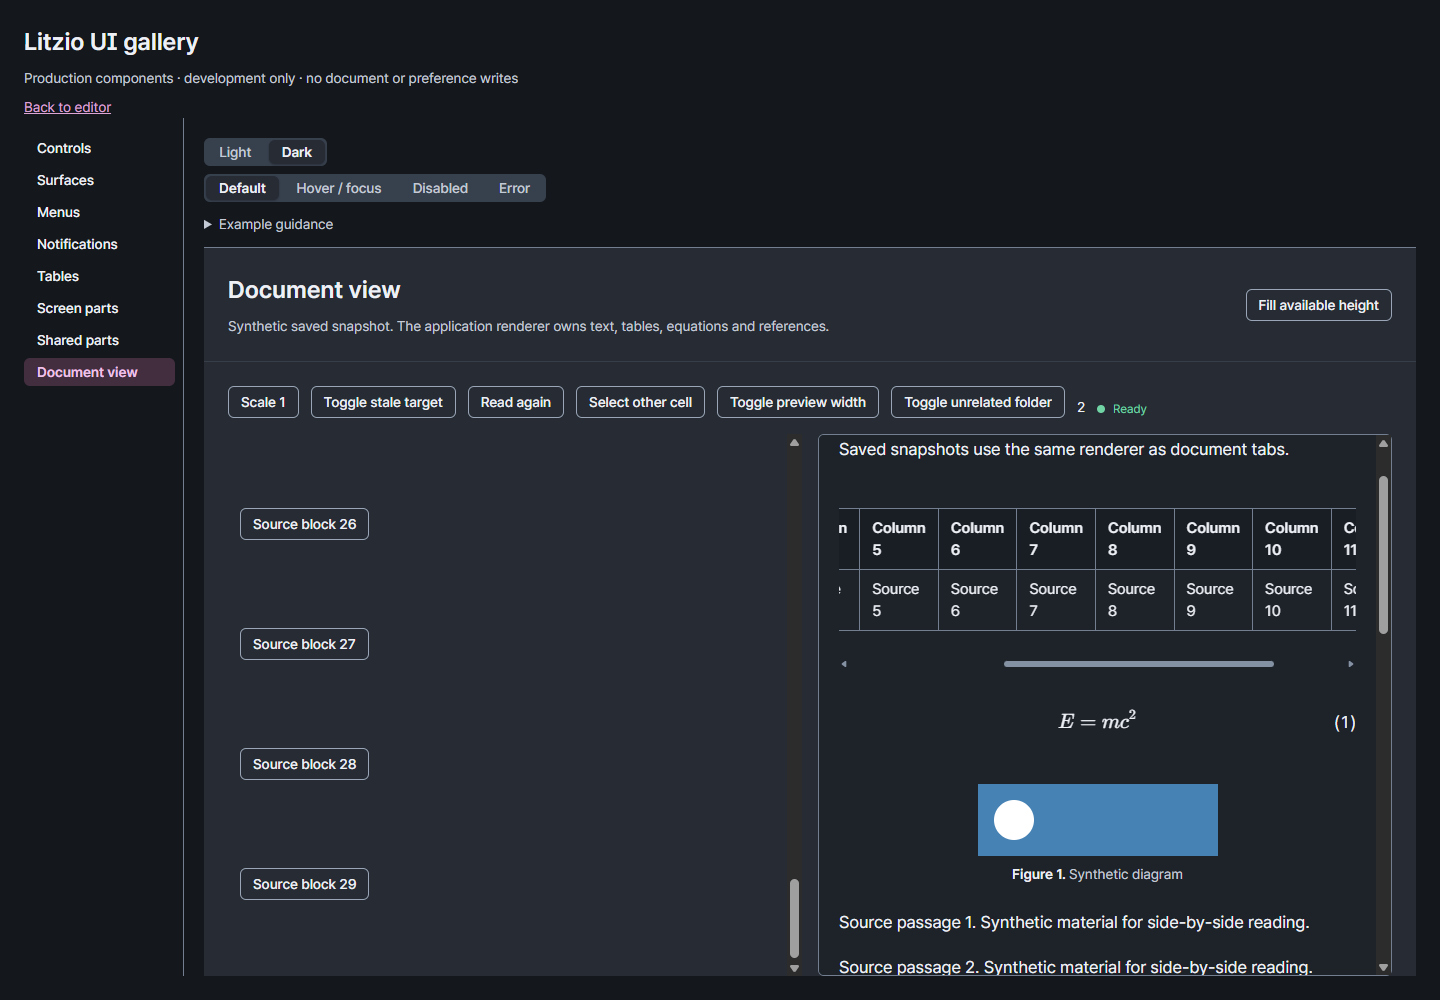 Litzio UI gallery
Production components · development only · no document or preference writes
Back to editor
Controls
Surfaces
Menus
Notifications
Tables
Screen parts
Shared parts
Document view
Light Dark
Default Hover / focus Disabled Error
Example guidance
Document view
Synthetic saved snapshot. The application renderer owns text, tables, equations and references.
Fill available height
Scale 1 Toggle stale target Read again Select other cell Toggle preview width Toggle unrelated folder 2 Ready
Source block 26
Source block 27
Source block 28
Source block 29
Saved snapshots use the same renderer as document tabs.
n Column Column Column Column Column Column
5 6 7 8 9 10 11
Source Source Source Source Source Source
5 6 7 8 9 10 11
E = mc² (1)
Figure 1. Synthetic diagram
Source passage 1. Synthetic material for side-by-side reading.
Source passage 2. Synthetic material for side-by-side reading.